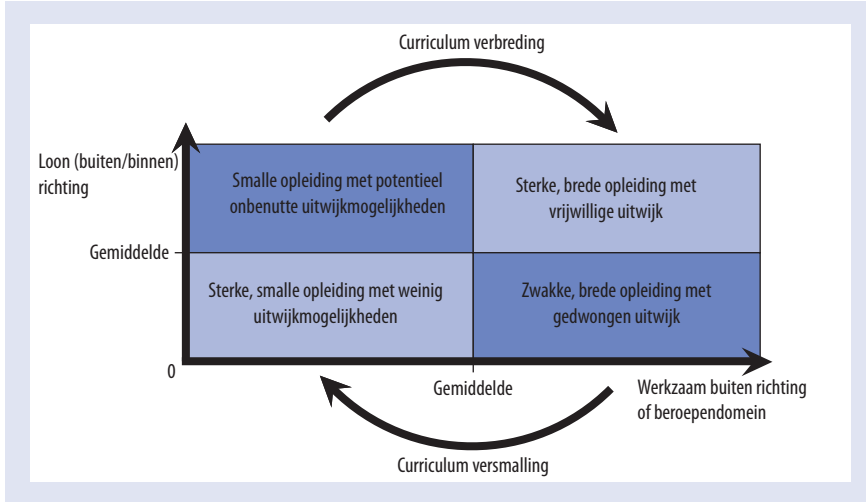 Curriculum verbreding
Loon (buiten/binnen)
richting
Smalle opleiding met potentieel
onbenutte uitwijkmogelijkheden
Sterke, brede opleiding met
vrijwillige uitwijk
Gemiddelde
Sterke, smalle opleiding met weinig
uitwijkmogelijkheden
Zwakke, brede opleiding met
gedwongen uitwijk
0
Gemiddelde
Werkzaam buiten richting
of beroependomein
Curriculum versmalling